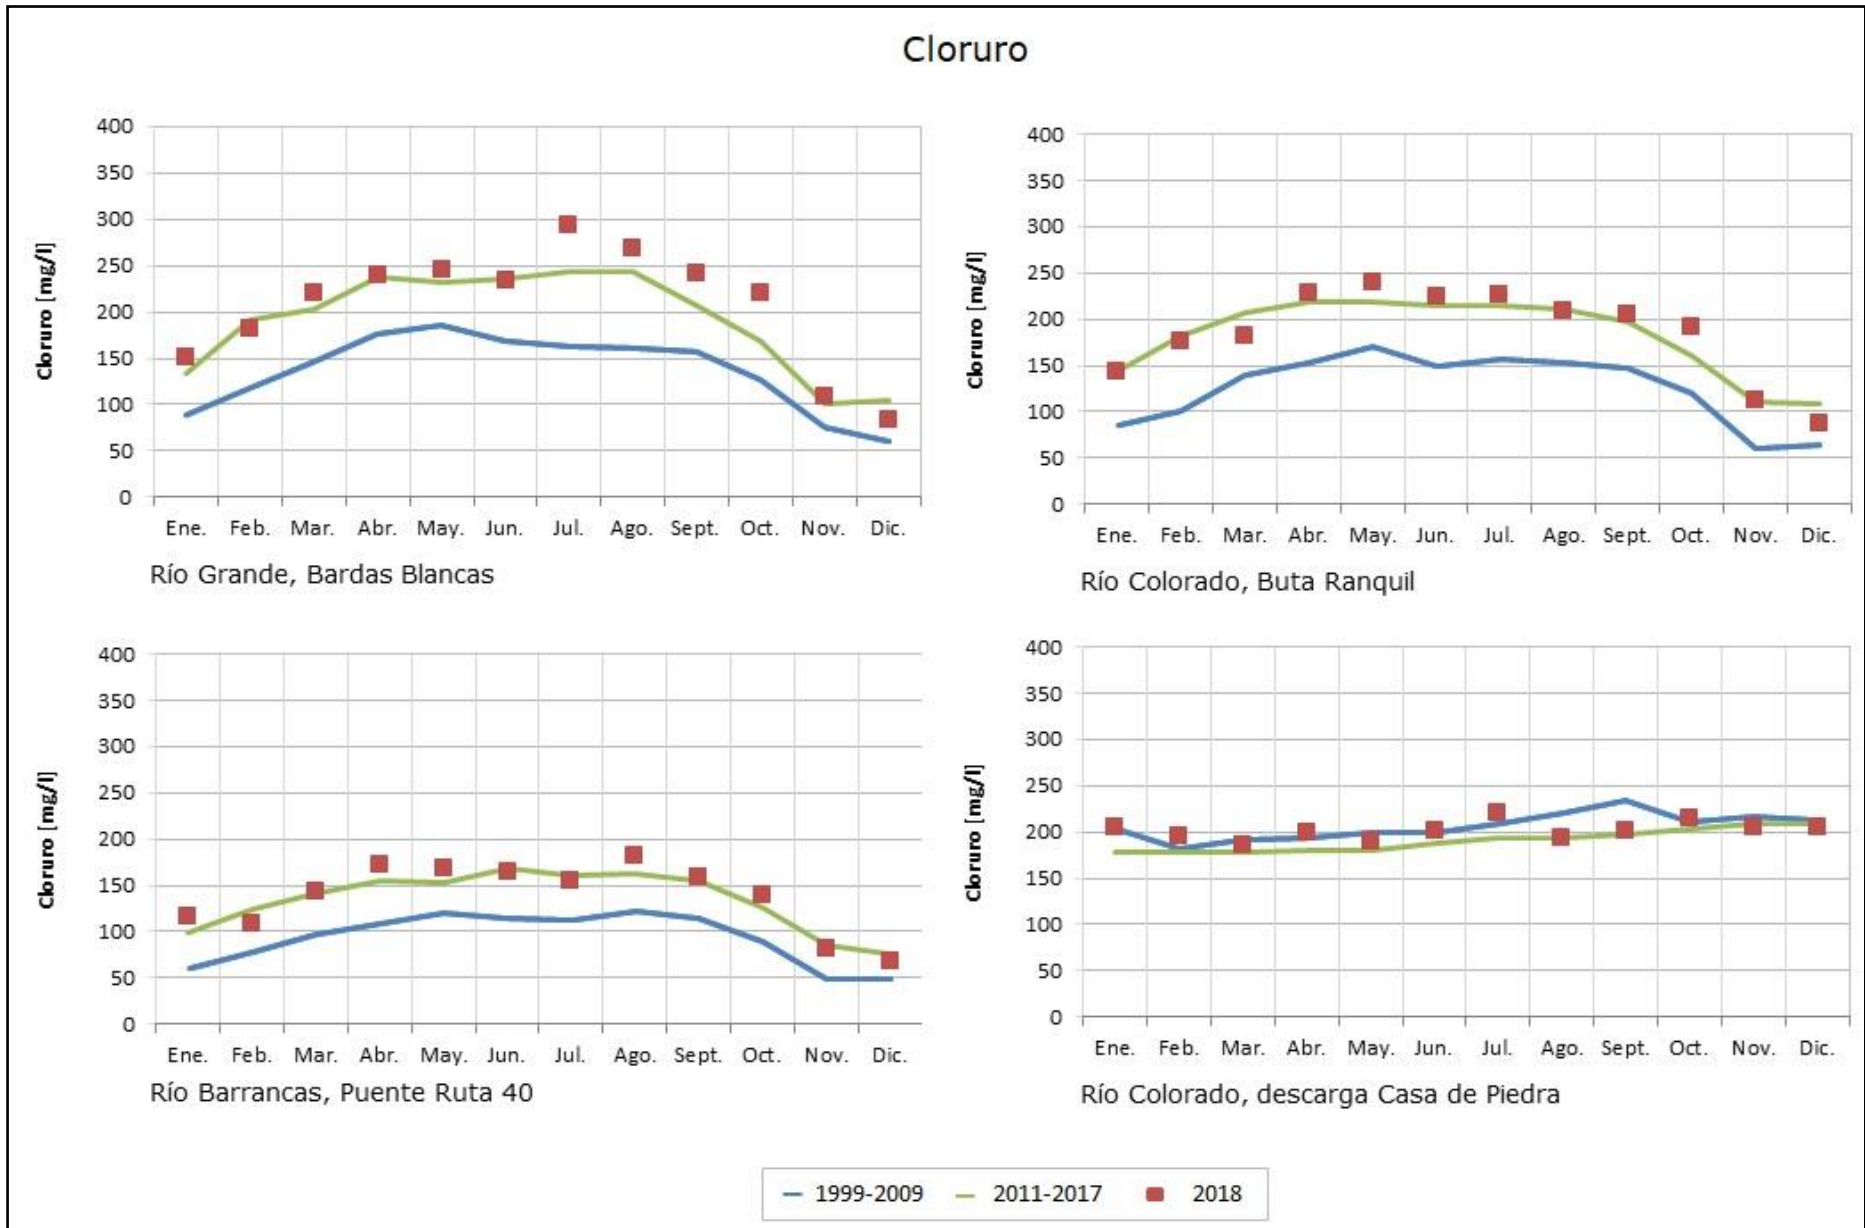 Cloruro
400
350
300
250
200
150
100
50
0
Cloruro [mg/l]
Ene. Feb. Mar. Abr. May. Jun. Jul. Ago. Sept. Oct. Nov. Dic.
Río Grande, Bardas Blancas
400
350
300
250
200
150
100
50
0
Cloruro [mg/l]
Ene. Feb. Mar. Abr. May. Jun. Jul. Ago. Sept. Oct. Nov. Dic.
Río Colorado, Buta Ranquil
400
350
300
250
200
150
100
50
0
Cloruro [mg/l]
Ene. Feb. Mar. Abr. May. Jun. Jul. Ago. Sept. Oct. Nov. Dic.
Río Barrancas, Puente Ruta 40
400
350
300
250
200
150
100
50
0
Cloruro [mg/l]
Ene. Feb. Mar. Abr. May. Jun. Jul. Ago. Sept. Oct. Nov. Dic.
Río Colorado, descarga Casa de Piedra
1999-2009 2011-2017 2018